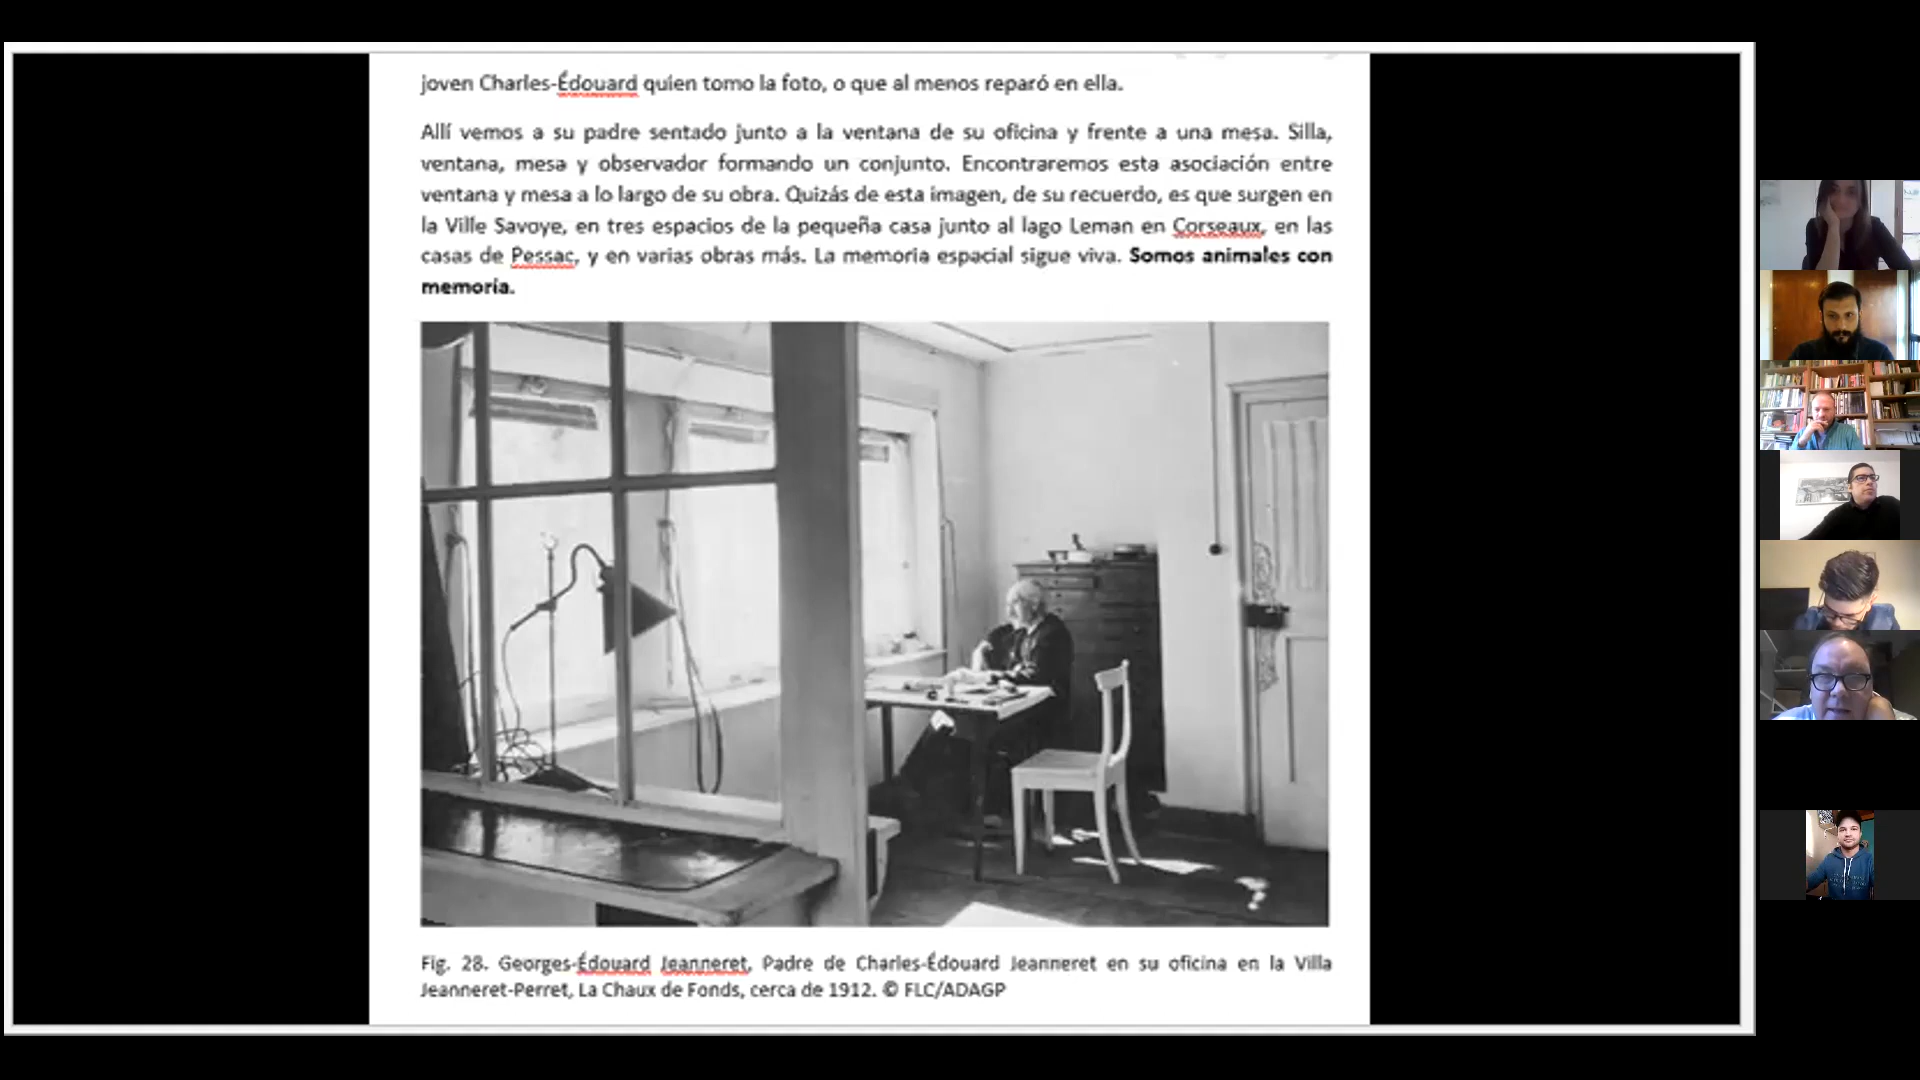 joven Charles-Édouard quien tomo la foto, o que al menos reparó en ella.
Allí vemos a su padre sentado junto a la ventana de su oficina y frente a una mesa. Silla,
ventana, mesa y observador formando un conjunto. Encontraremos esta asociación entre
ventana y mesa a lo largo de su obra. Quizás de esta imagen, de su recuerdo, es que surgen en
la Ville Savoye, en tres espacios de la pequeña casa junto al lago Leman en Corseaux, en las
casas de Pessac, y en varias obras más. La memoria espacial sigue viva. Somos animales con
memoria.
Fig. 28. Georges-Édouard Jeanneret, Padre de Charles-Édouard Jeanneret en su oficina en la Villa
Jeanneret-Perret, La Chaux de Fonds, cerca de 1912. © FLC/ADAGP